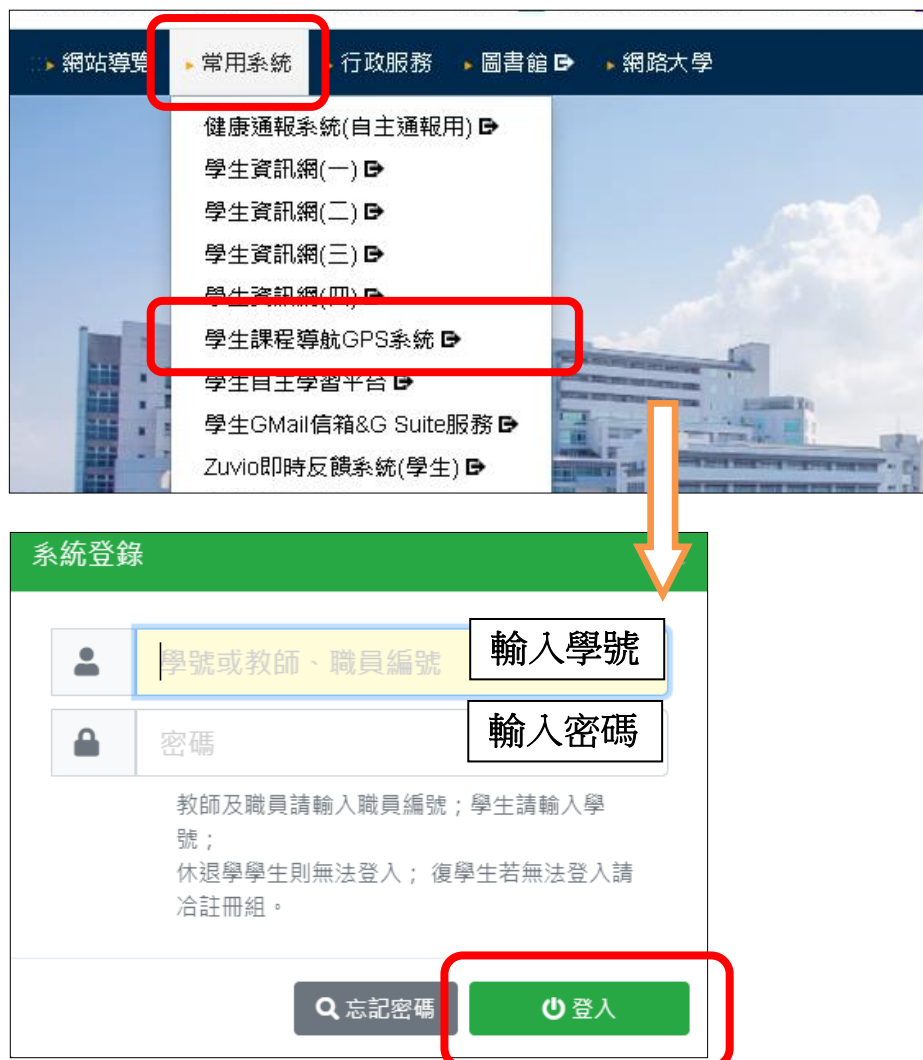 網站導覽 常用系統 行政服務 圖書館 網路大學
健康通報系統(自主通報用)
學生資訊網(一)
學生資訊網(二)
學生資訊網(三)
學生資訊網(四)
學生課程導航GPS系統
學生自主學習平台
學生GMail信箱&G Suite服務
Zuvio即時反饋系統(學生)
系統登錄
學號或教師、職員編號
輸入學號
密碼
輸入密碼
教師及職員請輸入職員編號；學生請輸入學
號；
休退學學生則無法登入； 復學生若無法登入請
洽註冊組。
忘記密碼
登入